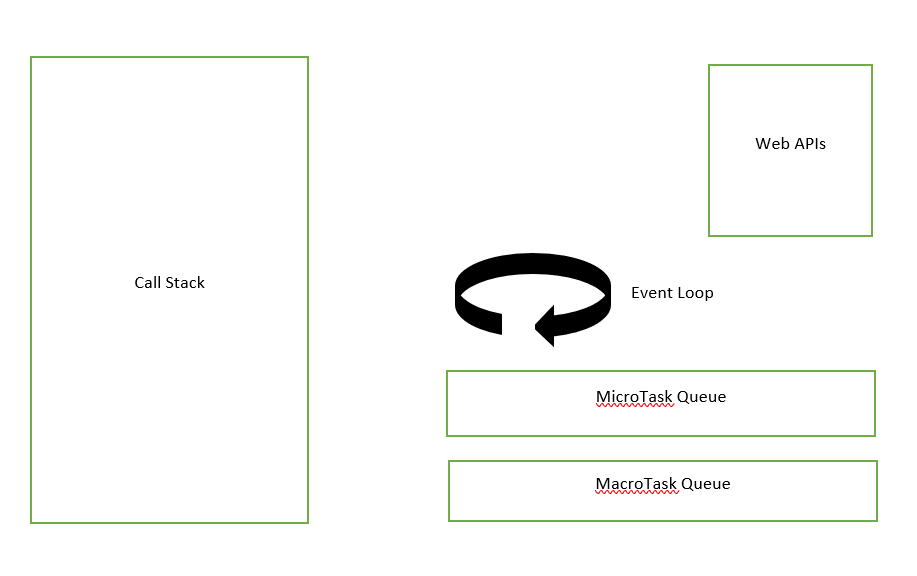 Web APIs
Call Stack
Event Loop
MicroTask Queue
MacroTask Queue